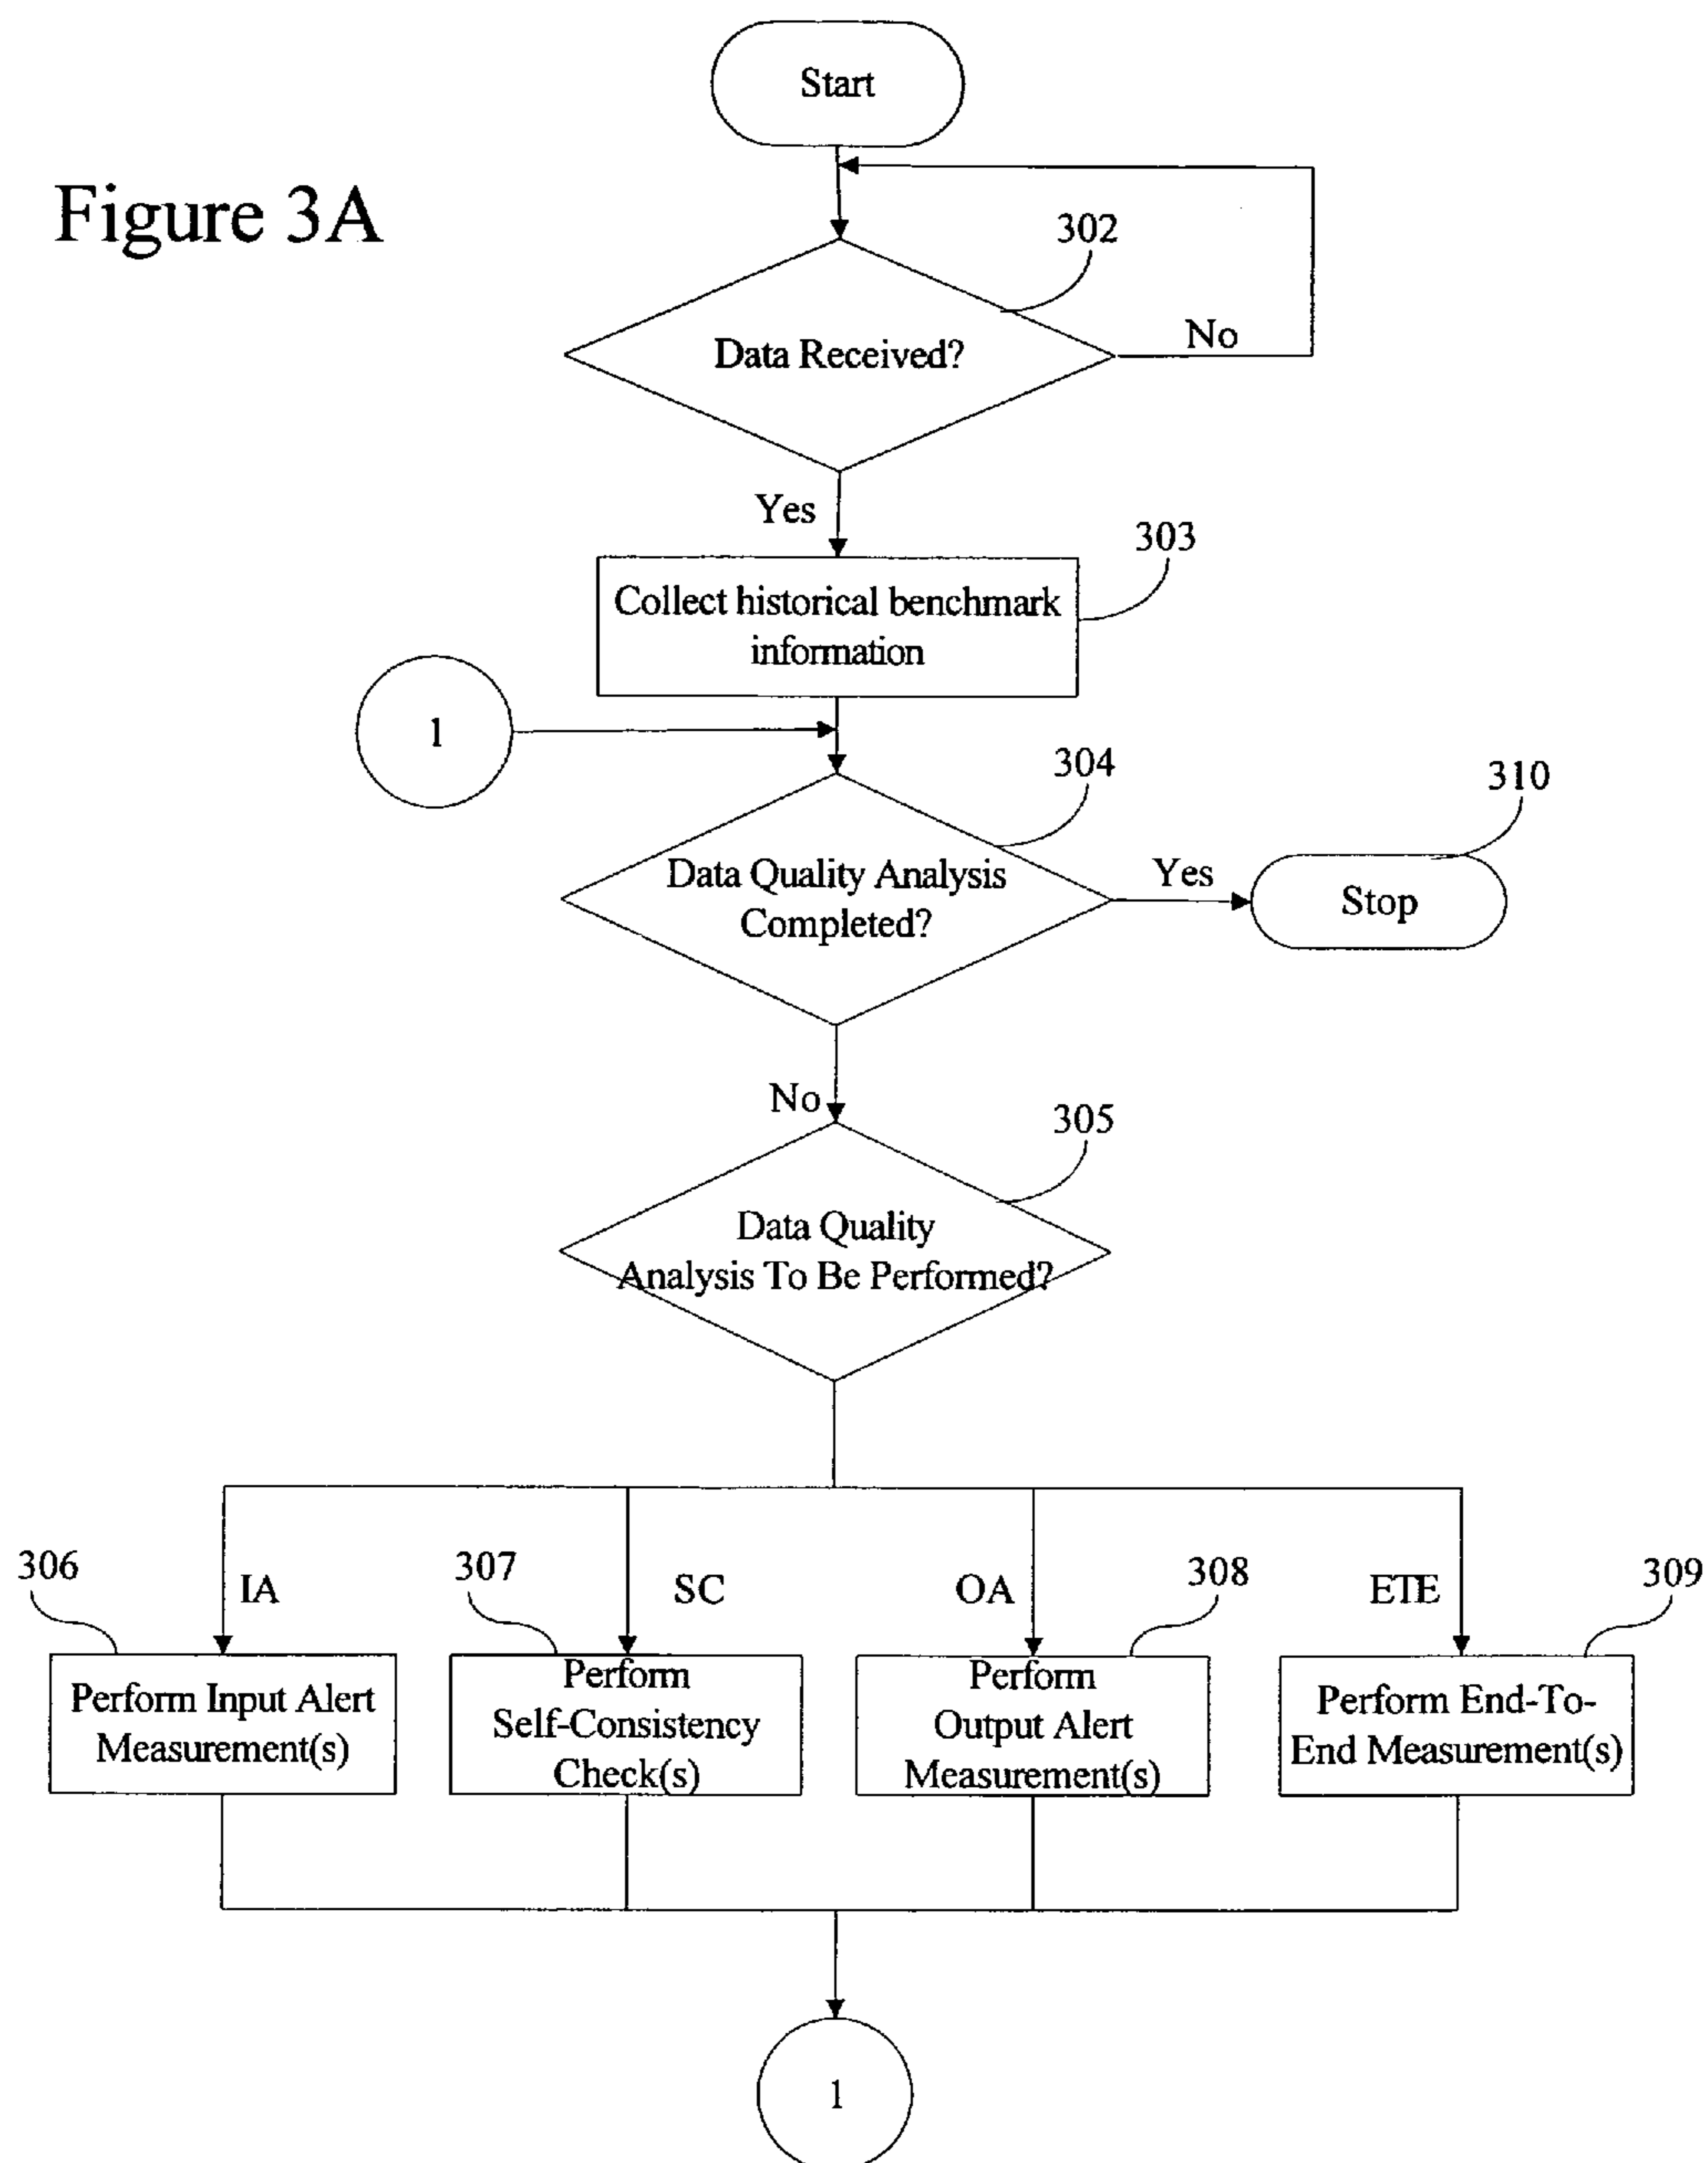 Start
Figure 3A
302
Data Received?
No
Yes
303
Collect historical benchmark
information
1
304
310
Data Quality Analysis
Completed?
Yes
Stop
No
305
Data Quality
Analysis To Be Performed?
306
IA
307
SC
OA
308
ETE
309
Perform Input Alert
Measurement(s)
Perform
Self-Consistency
Check(s)
Perform
Output Alert
Measurement(s)
Perform End-To-
End Measurement(s)
1